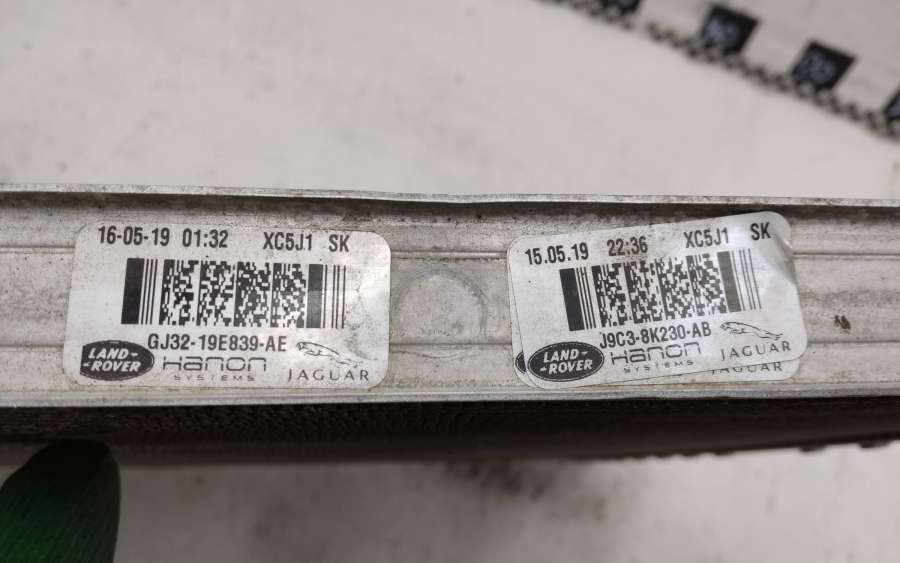 16-05-19 01:32 XC5J1 SK
GJ32-19E839-AE
LAND-
-ROVER
Hanon
SYSTEMS
JAGUAR
15.05.19 22:36 XC5J1 SK
J9C3-8K230-AB
LAND-
-ROVER
Hanon
SYSTEMS
JAGUAR
JAGUAR